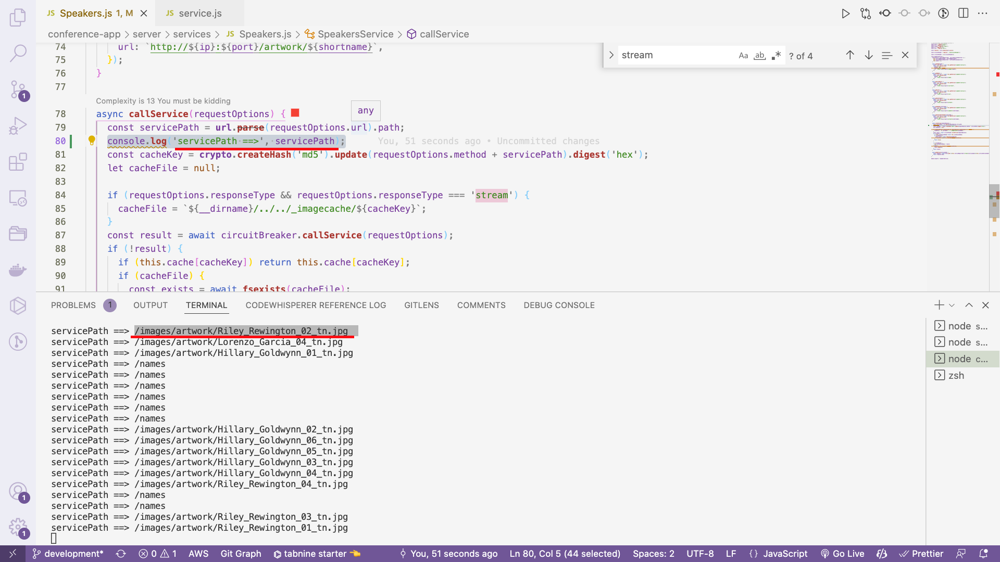 JS Speakers.js 1, M
JS service.js
conference-app > server > services > JS Speakers.js > SpeakersService > callService
stream Aa ab ? of 4
74 url: `http://${ip}:${port}/artwork/${shortname}`,
75 });
76 }
77
Complexity is 13 You must be kidding
78 async callService(requestOptions) {
any
79 const servicePath = url.parse(requestOptions.url).path;
80 console.log('servicePath ==>', servicePath); You, 51 seconds ago • Uncommitted changes
81 const cacheKey = crypto.createHash('md5').update(requestOptions.method + servicePath).digest('hex');
82 let cacheFile = null;
83
84 if (requestOptions.responseType && requestOptions.responseType === 'stream') {
85 cacheFile = `${__dirname}/../../_imagecache/${cacheKey}`;
86 }
87 const result = await circuitBreaker.callService(requestOptions);
88 if (!result) {
89 if (this.cache[cacheKey]) return this.cache[cacheKey];
90 if (cacheFile) {
91 const exists = await fsexists(cacheFile);
PROBLEMS 1 OUTPUT TERMINAL CODEWHISPERER REFERENCE LOG GITLENS COMMENTS DEBUG CONSOLE
servicePath ==> /images/artwork/Riley_Rewington_02_tn.jpg
servicePath ==> /images/artwork/Lorenzo_Garcia_04_tn.jpg
servicePath ==> /images/artwork/Hillary_Goldwynn_01_tn.jpg
servicePath ==> /names
servicePath ==> /names
servicePath ==> /names
servicePath ==> /names
servicePath ==> /names
servicePath ==> /names
servicePath ==> /images/artwork/Hillary_Goldwynn_02_tn.jpg
servicePath ==> /images/artwork/Hillary_Goldwynn_06_tn.jpg
servicePath ==> /images/artwork/Hillary_Goldwynn_05_tn.jpg
servicePath ==> /images/artwork/Hillary_Goldwynn_03_tn.jpg
servicePath ==> /images/artwork/Hillary_Goldwynn_04_tn.jpg
servicePath ==> /images/artwork/Riley_Rewington_04_tn.jpg
servicePath ==> /names
servicePath ==> /names
servicePath ==> /images/artwork/Riley_Rewington_03_tn.jpg
servicePath ==> /images/artwork/Riley_Rewington_01_tn.jpg
node s...
node s...
node c...
zsh
1
1
1
development* 0 1 AWS Git Graph tabnine starter You, 51 seconds ago Ln 80, Col 5 (44 selected) Spaces: 2 UTF-8 LF {} JavaScript Go Live Prettier